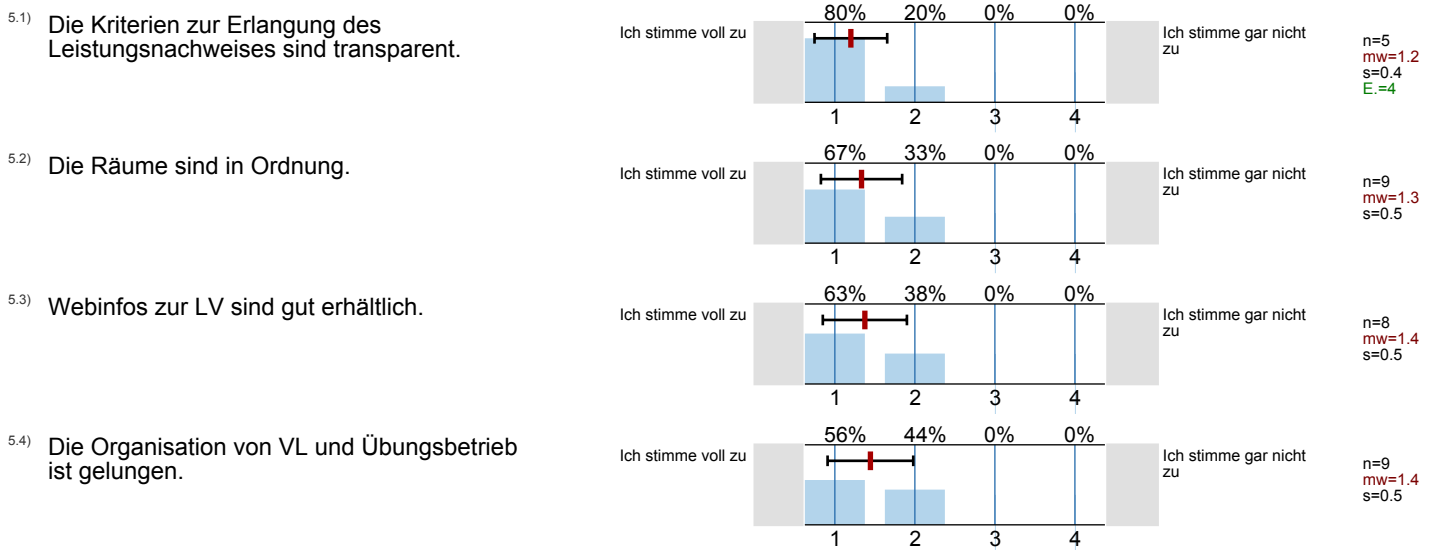 5.1) Die Kriterien zur Erlangung des
Leistungsnachweises sind transparent.
Ich stimme voll zu
80% 20% 0% 0%
1 2 3 4
Ich stimme gar nicht
zu
n=5
mw=1.2
s=0.4
E.=4
5.2) Die Räume sind in Ordnung.
Ich stimme voll zu
67% 33% 0% 0%
1 2 3 4
Ich stimme gar nicht
zu
n=9
mw=1.3
s=0.5
5.3) Webinfos zur LV sind gut erhältlich.
Ich stimme voll zu
63% 38% 0% 0%
1 2 3 4
Ich stimme gar nicht
zu
n=8
mw=1.4
s=0.5
5.4) Die Organisation von VL und Übungsbetrieb
ist gelungen.
Ich stimme voll zu
56% 44% 0% 0%
1 2 3 4
Ich stimme gar nicht
zu
n=9
mw=1.4
s=0.5